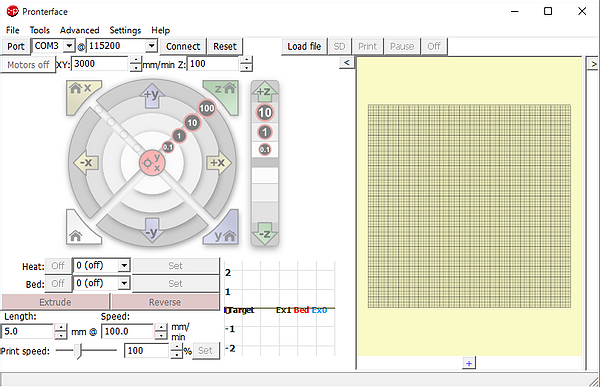 Pronterface
File Tools Advanced Settings Help
Port COM3 @ 115200 Connect Reset Load file SD Print Pause Off
Motors off XY: 3000 mm/min Z: 100 < >
x +y z +z
100
10 10
1 1
0.1 0.1
-x y x +x
-y y -z
Heat: Off 0 (off) Set
Bed: Off 0 (off) Set
Extrude Reverse
Length: Speed:
5.0 mm @ 100.0 mm/
min
Print speed: 100 % Set
2
1
Target Ex1 Bed Ex0
-1
-2
+